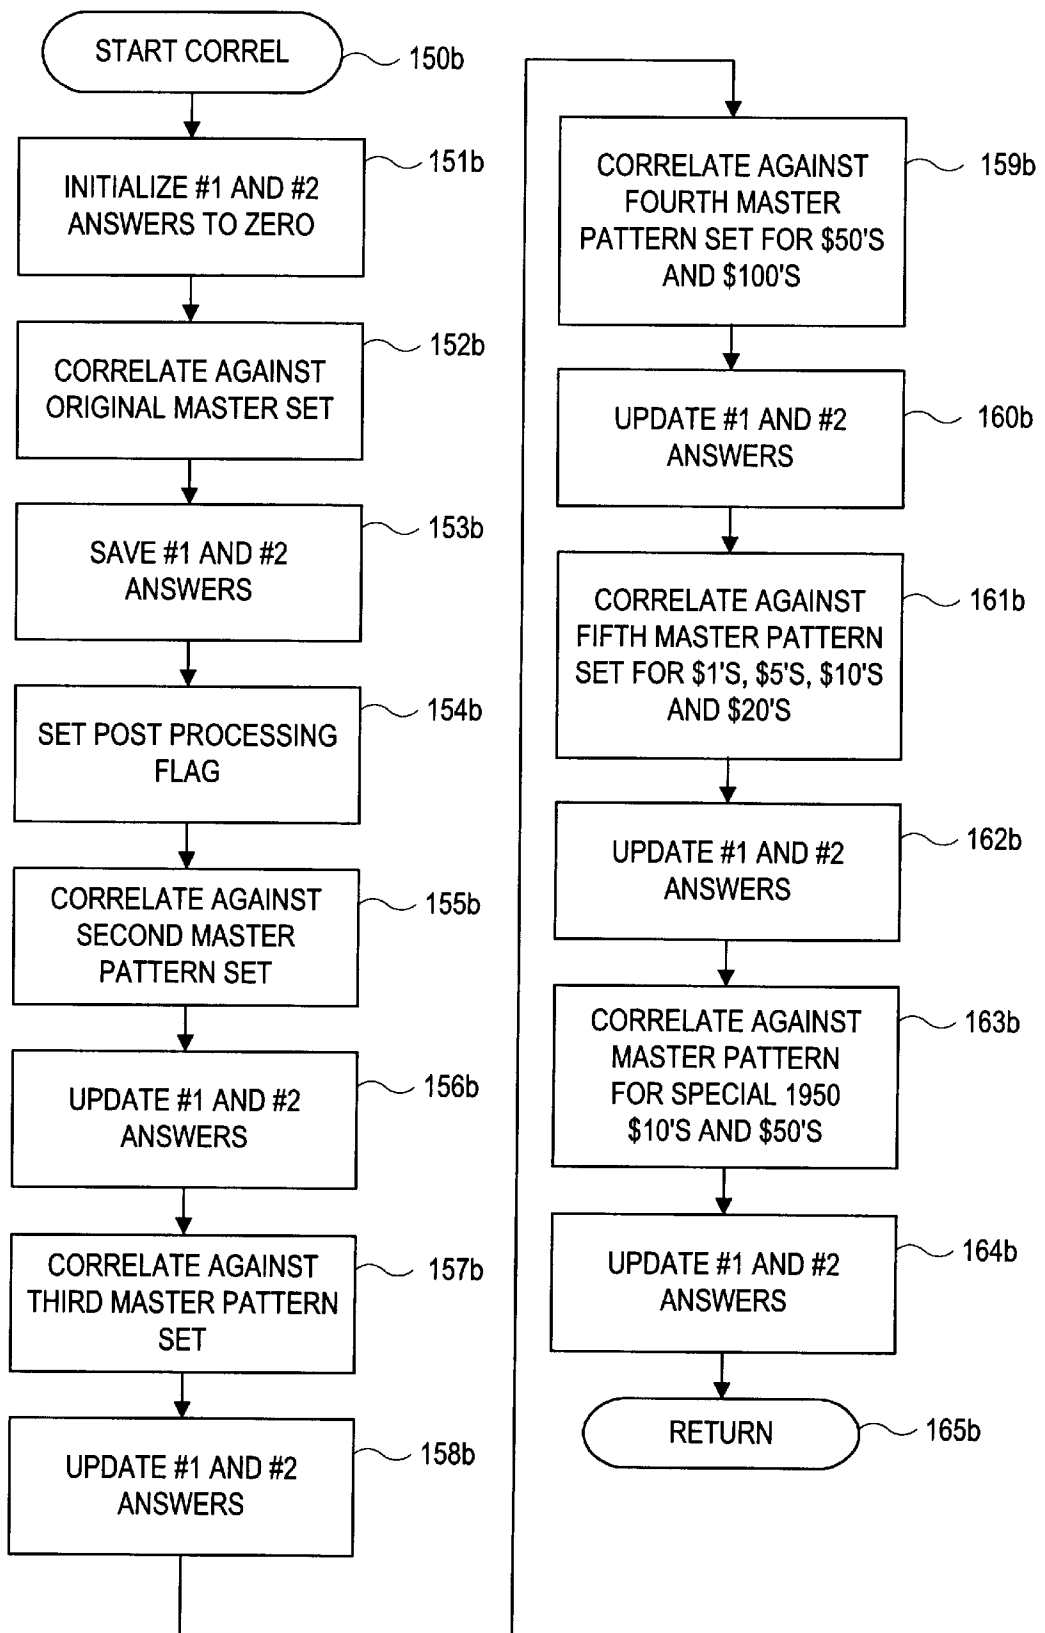 START CORREL
150b
INITIALIZE #1 AND #2
ANSWERS TO ZERO
151b
CORRELATE AGAINST
ORIGINAL MASTER SET
152b
SAVE #1 AND #2
ANSWERS
153b
SET POST PROCESSING
FLAG
154b
CORRELATE AGAINST
SECOND MASTER
PATTERN SET
155b
UPDATE #1 AND #2
ANSWERS
156b
CORRELATE AGAINST
THIRD MASTER PATTERN
SET
157b
UPDATE #1 AND #2
ANSWERS
158b
CORRELATE AGAINST
FOURTH MASTER
PATTERN SET FOR $50'S
AND $100'S
159b
UPDATE #1 AND #2
ANSWERS
160b
CORRELATE AGAINST
FIFTH MASTER PATTERN
SET FOR $1'S, $5'S, $10'S
AND $20'S
161b
UPDATE #1 AND #2
ANSWERS
162b
CORRELATE AGAINST
MASTER PATTERN
FOR SPECIAL 1950
$10'S AND $50'S
163b
UPDATE #1 AND #2
ANSWERS
164b
RETURN
165b